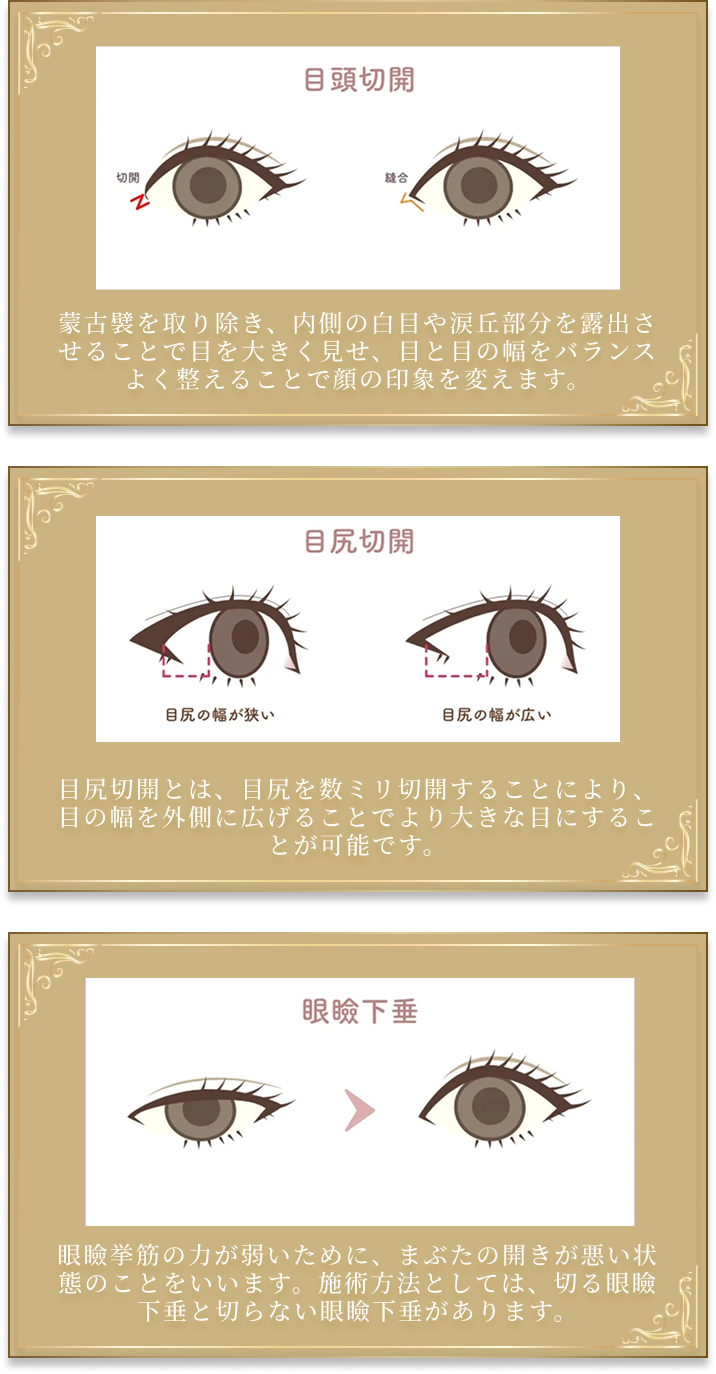 目頭切開
切開
縫合
蒙古襞を取り除き、内側の白目や涙丘部分を露出さ
せることで目を大きく見せ、目と目の幅をバランス
よく整えることで顔の印象を変えます。
目尻切開
目尻の幅が狭い
目尻の幅が広い
目尻切開とは、目尻を数ミリ切開することにより、
目の幅を外側に広げることでより大きな目にするこ
とが可能です。
眼瞼下垂
眼瞼挙筋の力が弱いために、まぶたの開きが悪い状
態のことをいいます。施術方法としては、切る眼瞼
下垂と切らない眼瞼下垂があります。